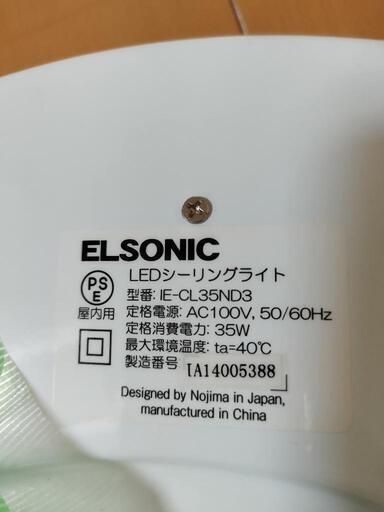 ELSONIC
LEDシーリングライト
PS
E
屋内用
型番: IE-CL35ND3
定格電源: AC100V, 50/60Hz
定格消費電力: 35W
最大環境温度: ta=40℃
製造番号 IA14005388
Designed by Nojima in Japan,
manufactured in China